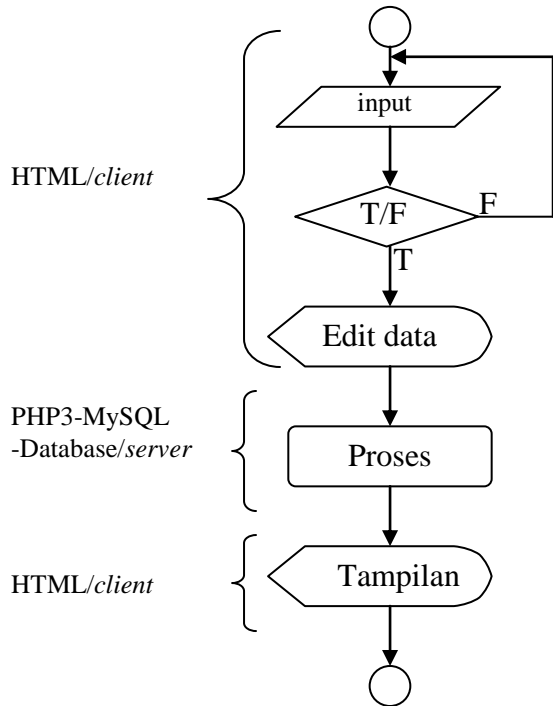 input
HTML/client
T/F
F
T
Edit data
PHP3-MySQL
-Database/server
Proses
Tampilan
HTML/client